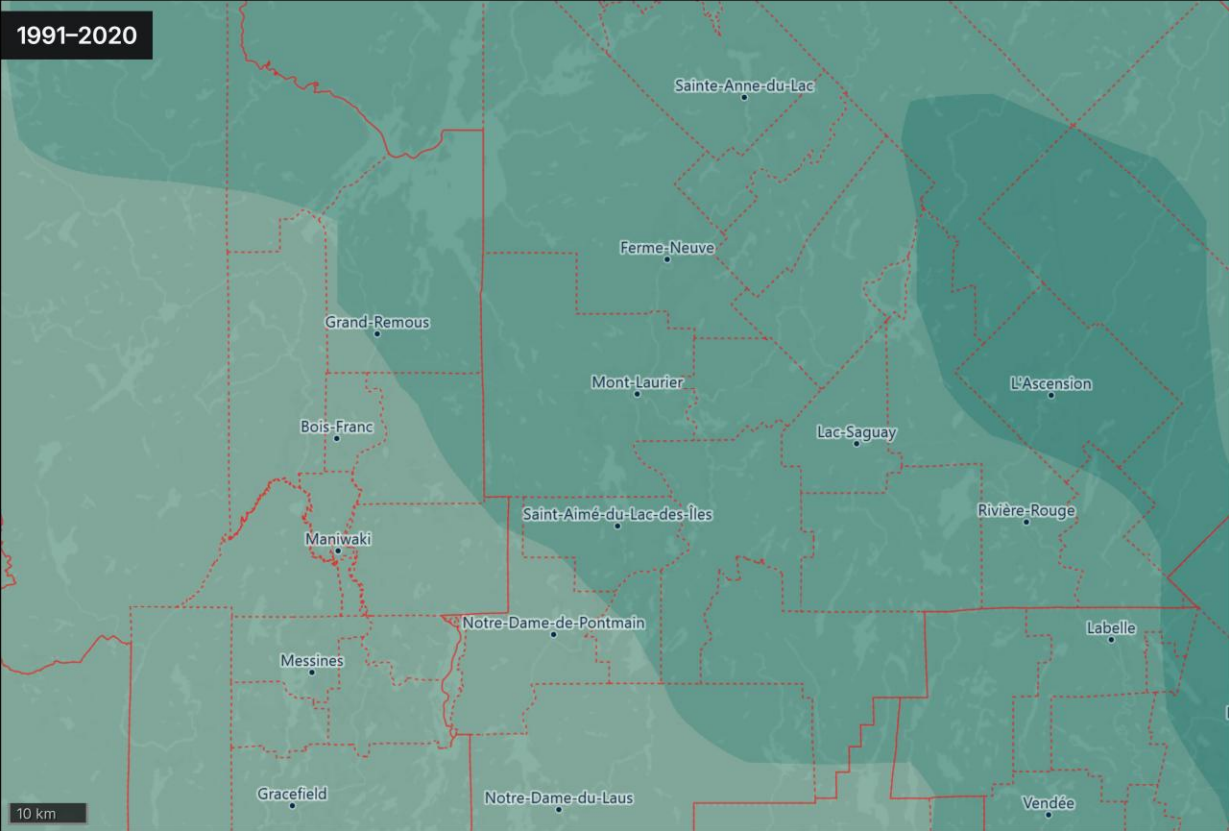 1991–2020
Sainte-Anne-du-Lac
Ferme-Neuve
Grand-Remous
Mont-Laurier
L'Ascension
Bois-Franc
Lac-Saguay
Saint-Aimé-du-Lac-des-Îles
Rivière-Rouge
Maniwaki
Notre-Dame-de-Pontmain
Labelle
Messines
Gracefield
Notre-Dame-du-Laus
Vendée
10 km